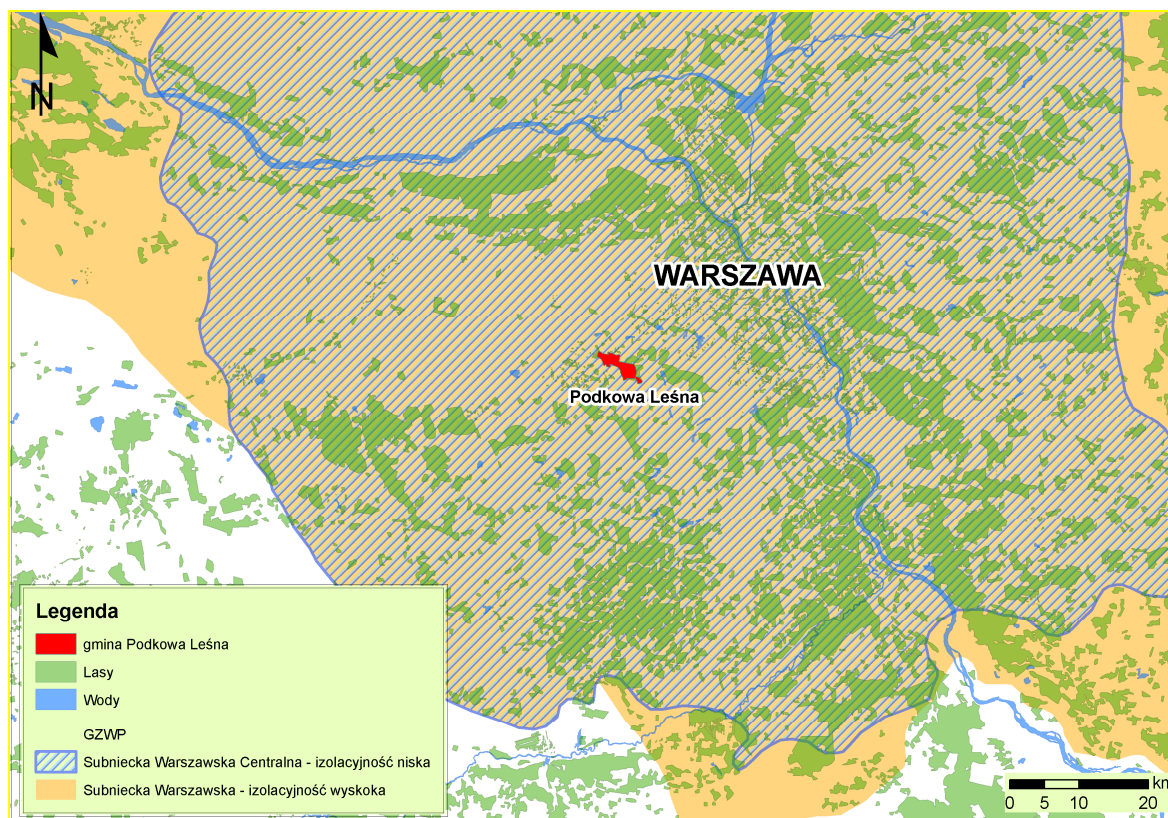 N
WARSZAWA
Podkowa Leśna
Legenda
gmina Podkowa Leśna
Lasy
Wody
GZWP
Subniecka Warszawska Centralna - izolacyjność niska
Subniecka Warszawska - izolacyjność wyskoka
km
0 5 10 20